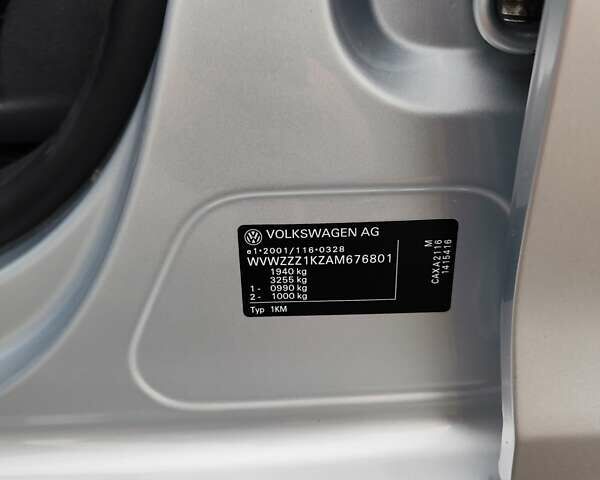 VOLKSWAGEN AG
e1*2001/116*0328
WVWZZZ1KZAM676801
1940 kg
3255 kg
1- 0990 kg
2- 1000 kg
Typ 1KM
M
CAXA2116
1415416